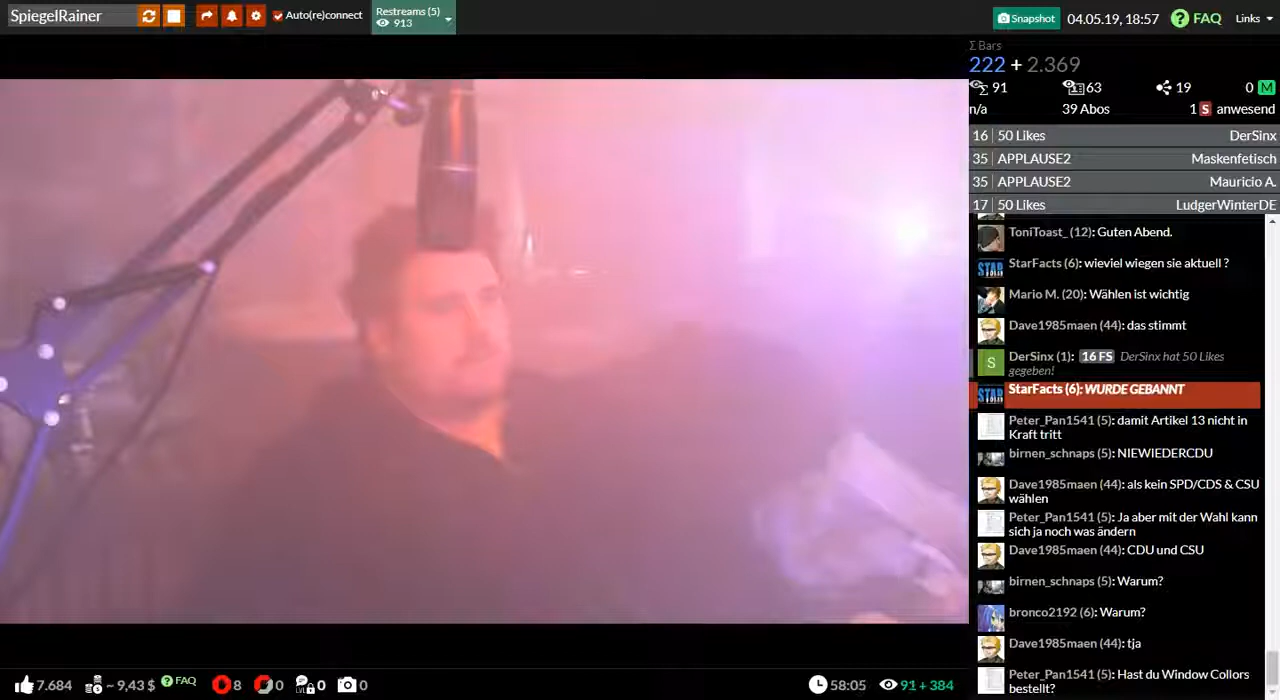 SpiegelRainer
Auto(re)connect
Restreams (5)
913
Snapshot
04.05.19, 18:57
FAQ
Links
Σ Bars
222 + 2.369
91
63
19
0 M
n/a
39 Abos
1 S anwesend
16 50 Likes DerSinx
35 APPLAUSE2 Maskenfetisch
35 APPLAUSE2 Mauricio A.
17 50 Likes LudgerWinterDE
ToniToast_ (12): Guten Abend.
StarFacts (6): wieviel wiegen sie aktuell ?
Mario M. (20): Wählen ist wichtig
Dave1985maen (44): das stimmt
S
DerSinx (1): 16 FS DerSinx hat 50 Likes
gegeben!
StarFacts (6): WURDE GEBANNT
Peter_Pan1541 (5): damit Artikel 13 nicht in
Kraft tritt
birnen_schnaps (5): NIEWIEDERCDU
Dave1985maen (44): als kein SPD/CDS & CSU
wählen
Peter_Pan1541 (5): Ja aber mit der Wahl kann
sich ja noch was ändern
Dave1985maen (44): CDU und CSU
birnen_schnaps (5): Warum?
bronco2192 (6): Warum?
Dave1985maen (44): tja
Peter_Pan1541 (5): Hast du Window Collors
bestellt?
7.684
~ 9,43 $
FAQ
8
0
0
0
58:05
91 + 384